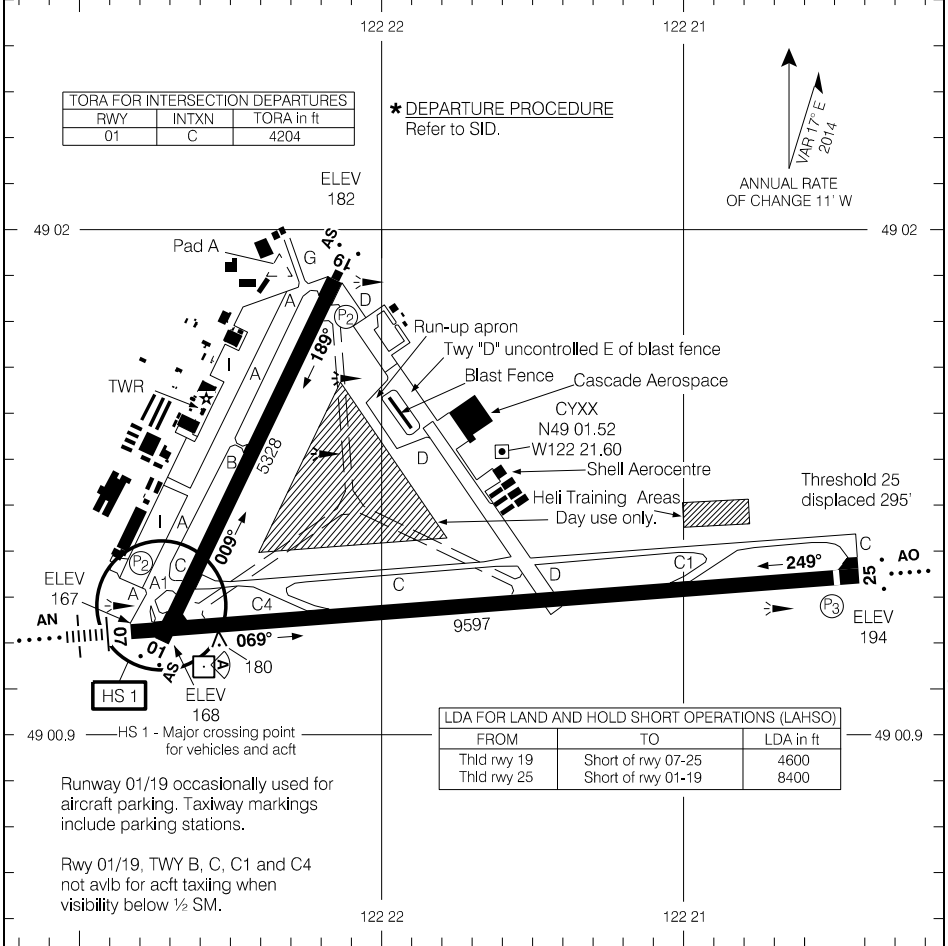 122 22
122 21
TORA FOR INTERSECTION DEPARTURES
RWY INTXN TORA in ft
01 C 4204
* DEPARTURE PROCEDURE
Refer to SID.
VAR 17° E
2014
ANNUAL RATE
OF CHANGE 11' W
ELEV
182
49 02
49 02
Pad A
G
AS
19
A
D
P2
Run-up apron
189°
Twy "D" uncontrolled E of blast fence
I
A
Blast Fence
Cascade Aerospace
TWR
CYXX
N49 01.52
W122 21.60
B
5328
D
Shell Aerocentre
Threshold 25
displaced 295'
Heli Training Areas
Day use only.
I
A
009°
C
P2
C
C1
249°
C
AO
25
ELEV
167
A1
A
C
D
C4
P3
ELEV
194
AN
07
01
069°
9597
AS
A
180
HS 1
ELEV
168
HS 1 - Major crossing point
for vehicles and acft
49 00.9
49 00.9
LDA FOR LAND AND HOLD SHORT OPERATIONS (LAHSO)
FROM TO LDA in ft
Thld rwy 19 Short of rwy 07-25 4600
Thld rwy 25 Short of rwy 01-19 8400
Runway 01/19 occasionally used for
aircraft parking. Taxiway markings
include parking stations.
Rwy 01/19, TWY B, C, C1 and C4
not avlb for acft taxiing when
visibility below ½ SM.
122 22
122 21